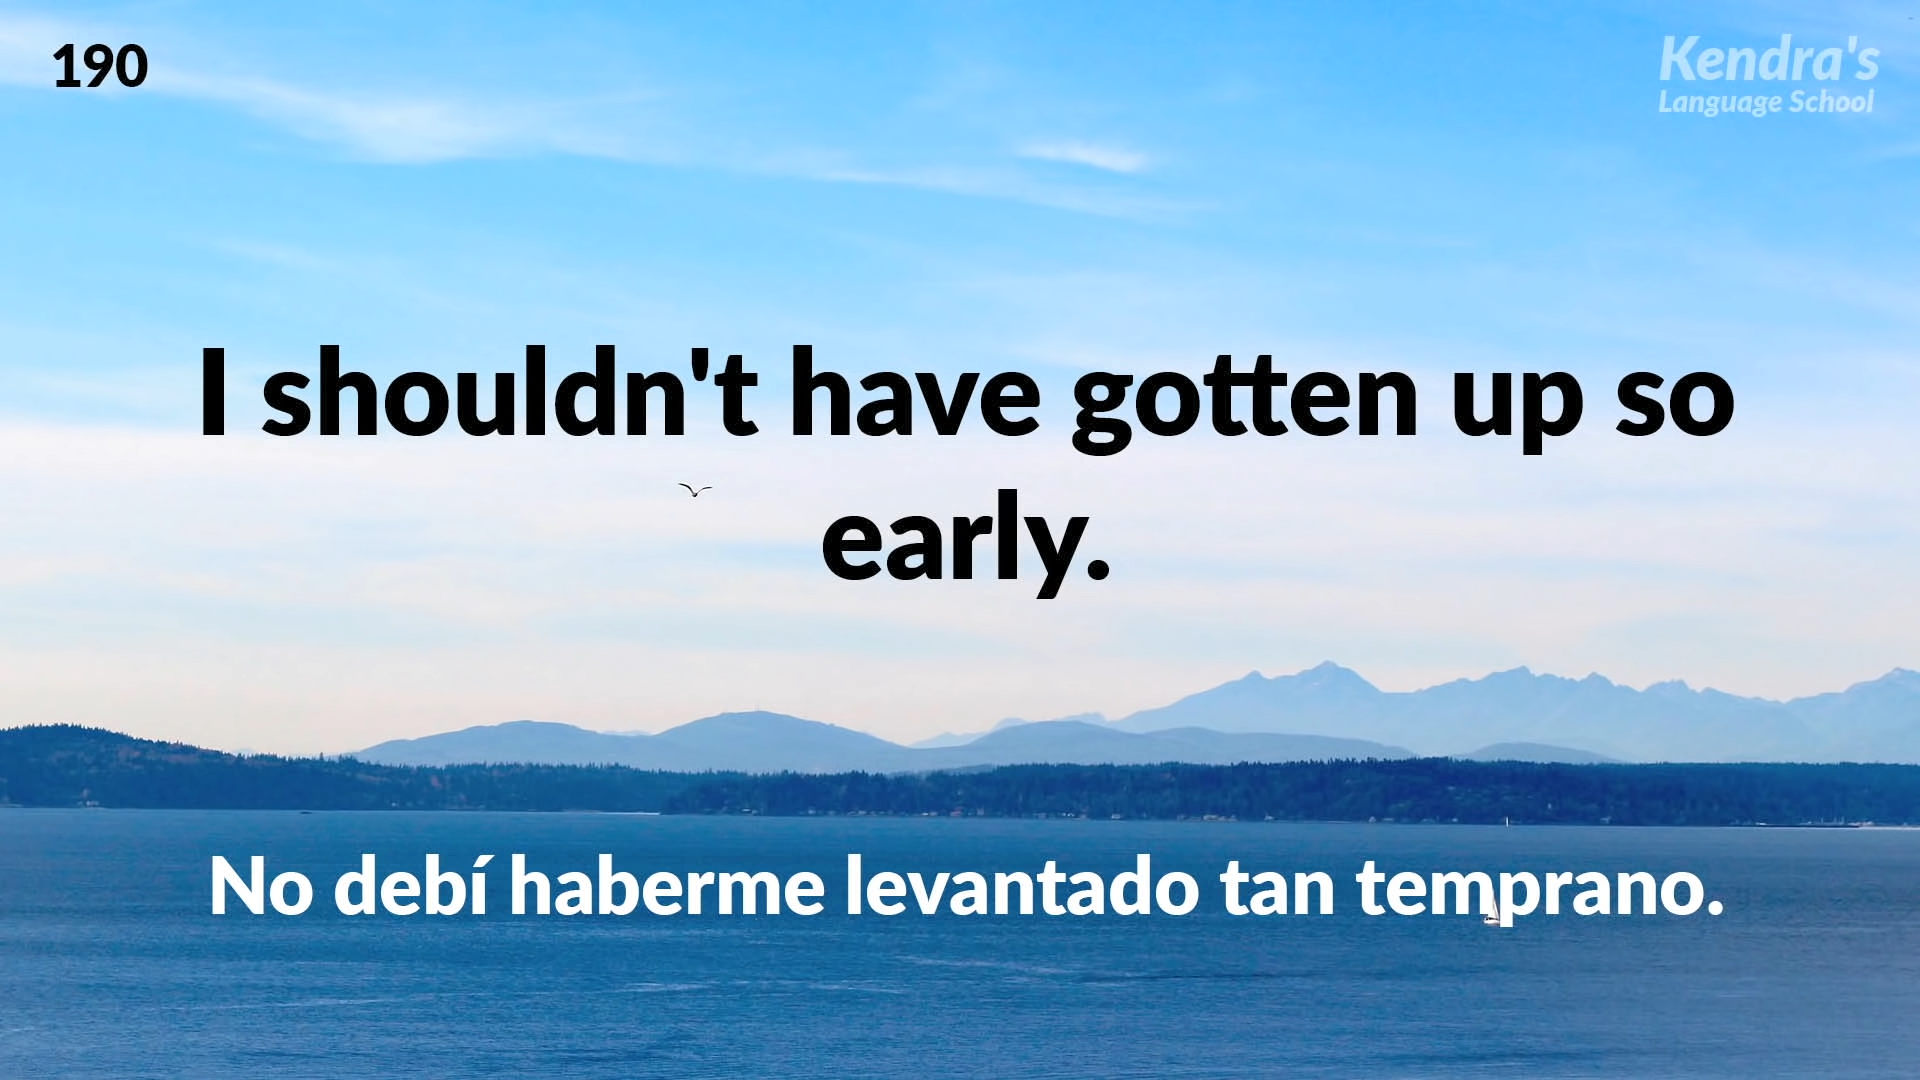 190
Kendra's
Language School
I shouldn't have gotten up so
early.
No debí haberme levantado tan temprano.